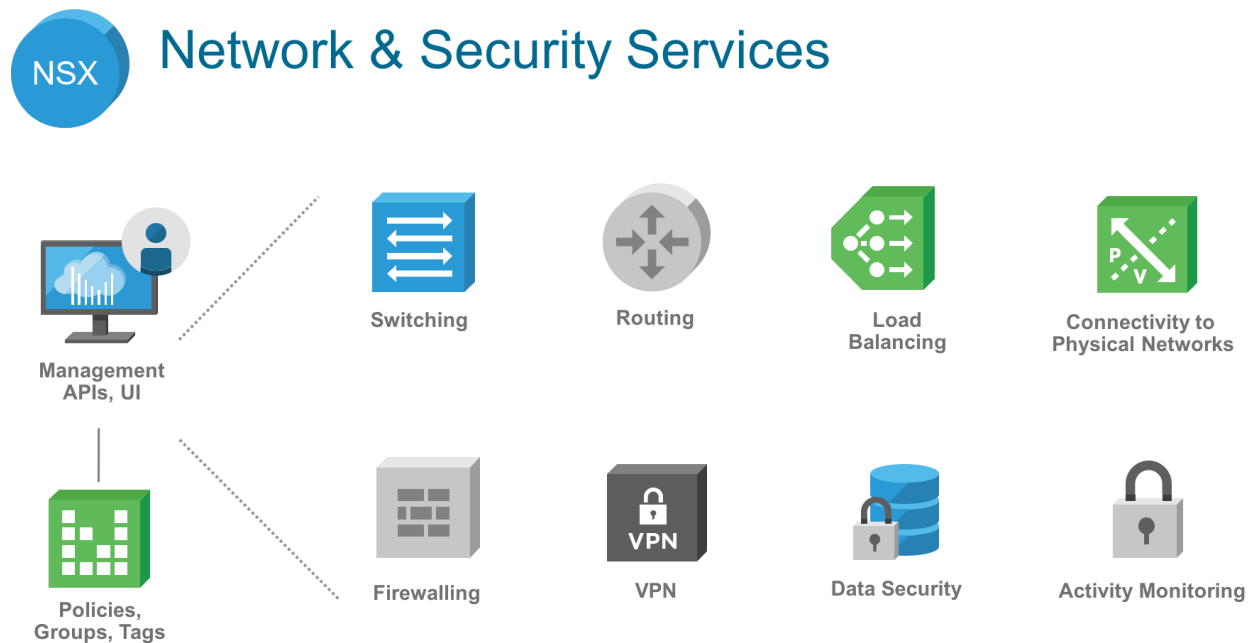 NSX
Network & Security Services
Management
APIs, UI
Policies,
Groups, Tags
Switching
Routing
Load
Balancing
P
V
Connectivity to
Physical Networks
Firewalling
VPN
VPN
Data Security
Activity Monitoring